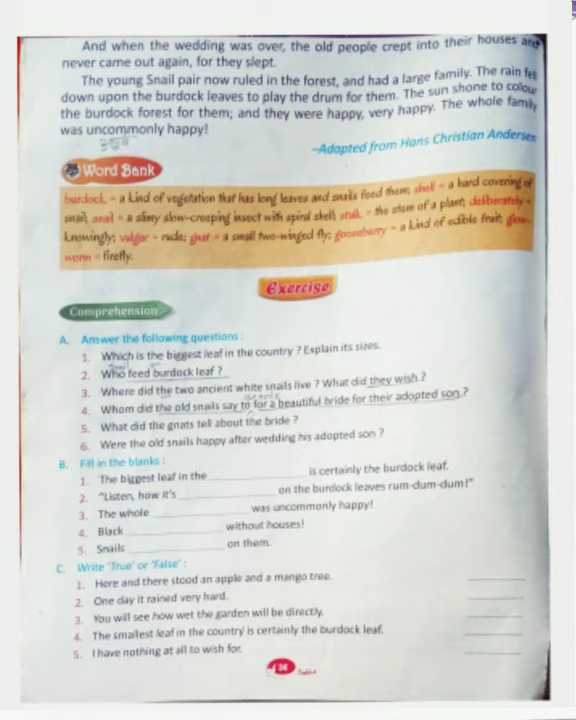 And when the wedding was over, the old people crept into their houses and
never came out again, for they slept.
The young Snail pair now ruled in the forest, and had a large family. The rain fell
down upon the burdock leaves to play the drum for them. The sun shone to colour
the burdock forest for them; and they were happy, very happy. The whole family
was uncommonly happy!
–Adapted from Hans Christian Andersen
Word Bank
burdock = a kind of vegetation that has long leaves and snails feed them; shell = a hard covering of
snail; snail = a slimy slow-creeping insect with spiral shell; stalk = the stem of a plant; deliberately =
knowingly; vulgar = rude; gnat = a small two-winged fly; gooseberry = a kind of edible fruit; glow-
worm = firefly.
Exercise
Comprehension
A. Answer the following questions :
1. Which is the biggest leaf in the country ? Explain its sizes.
2. Who feed burdock leaf ?
3. Where did the two ancient white snails live ? What did they wish ?
4. Whom did the old snails say to for a beautiful bride for their adopted son ?
5. What did the gnats tell about the bride ?
6. Were the old snails happy after wedding his adopted son ?
B. Fill in the blanks :
1. The biggest leaf in the ____________ is certainly the burdock leaf.
2. "Listen, how it's ____________ on the burdock leaves rum-dum-dum!"
3. The whole ____________ was uncommonly happy!
4. Black ____________ without houses!
5. Snails ____________ on them.
C. Write 'True' or 'False' :
1. Here and there stood an apple and a mango tree. ________
2. One day it rained very hard. ________
3. You will see how wet the garden will be directly. ________
4. The smallest leaf in the country is certainly the burdock leaf. ________
5. I have nothing at all to wish for. ________
54